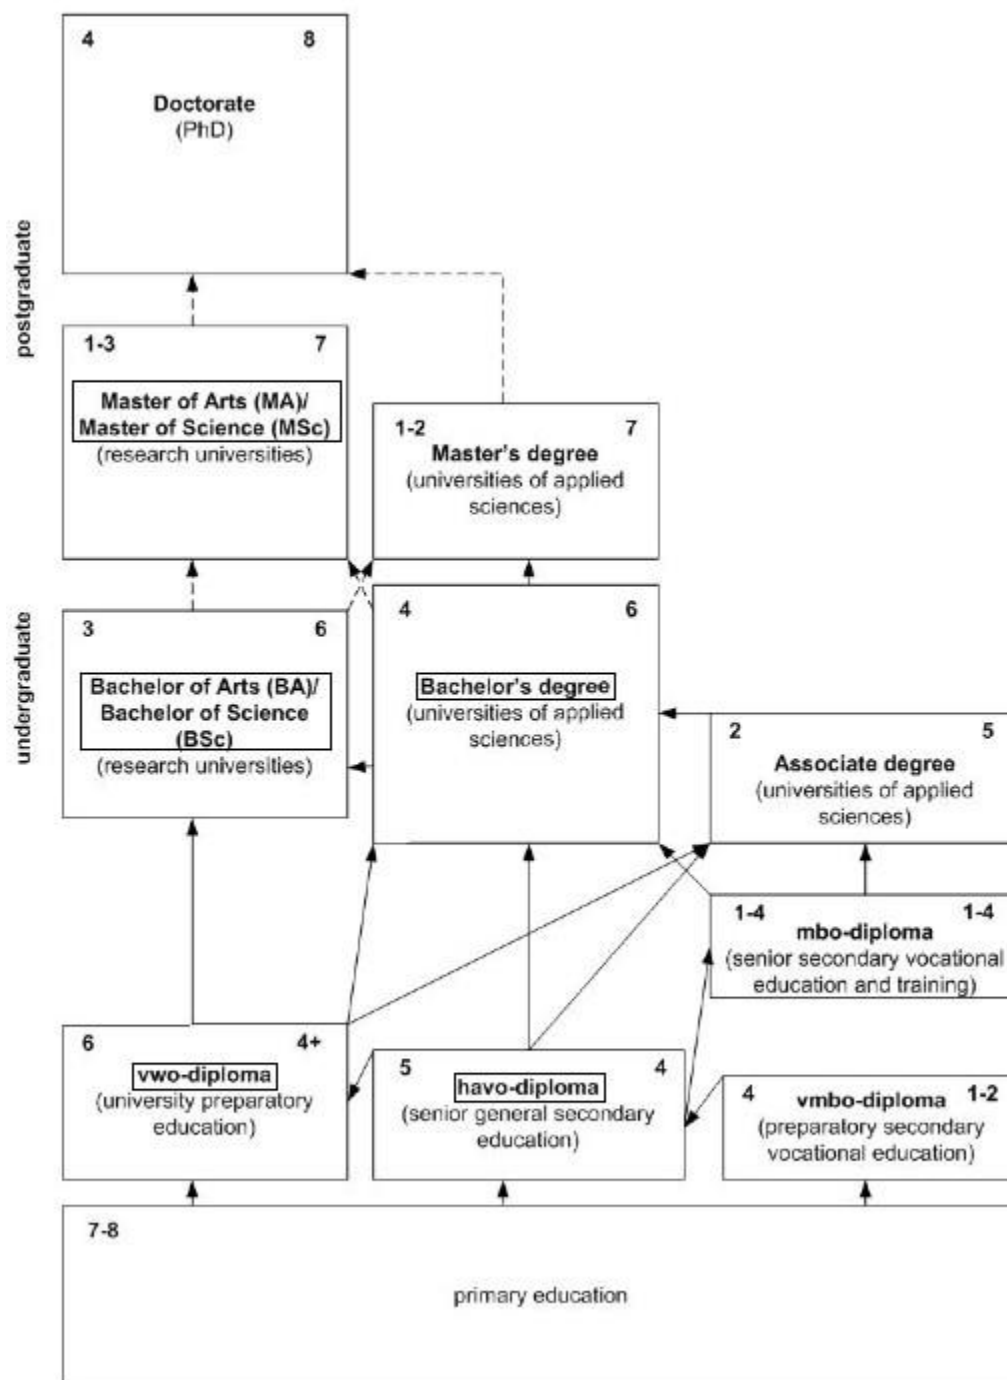 4 8
Doctorate
(PhD)
postgraduate
1-3 7
Master of Arts (MA)/
Master of Science (MSc)
(research universities)
1-2 7
Master's degree
(universities of applied
sciences)
undergraduate
3 6
Bachelor of Arts (BA)/
Bachelor of Science
(BSc)
(research universities)
4 6
Bachelor's degree
(universities of applied
sciences)
2 5
Associate degree
(universities of applied
sciences)
1-4 1-4
mbo-diploma
(senior secondary vocational
education and training)
6 4+
vwo-diploma
(university preparatory
education)
5 4
havo-diploma
(senior general secondary
education)
4 vmbo-diploma 1-2
(preparatory secondary
vocational education)
7-8
primary education